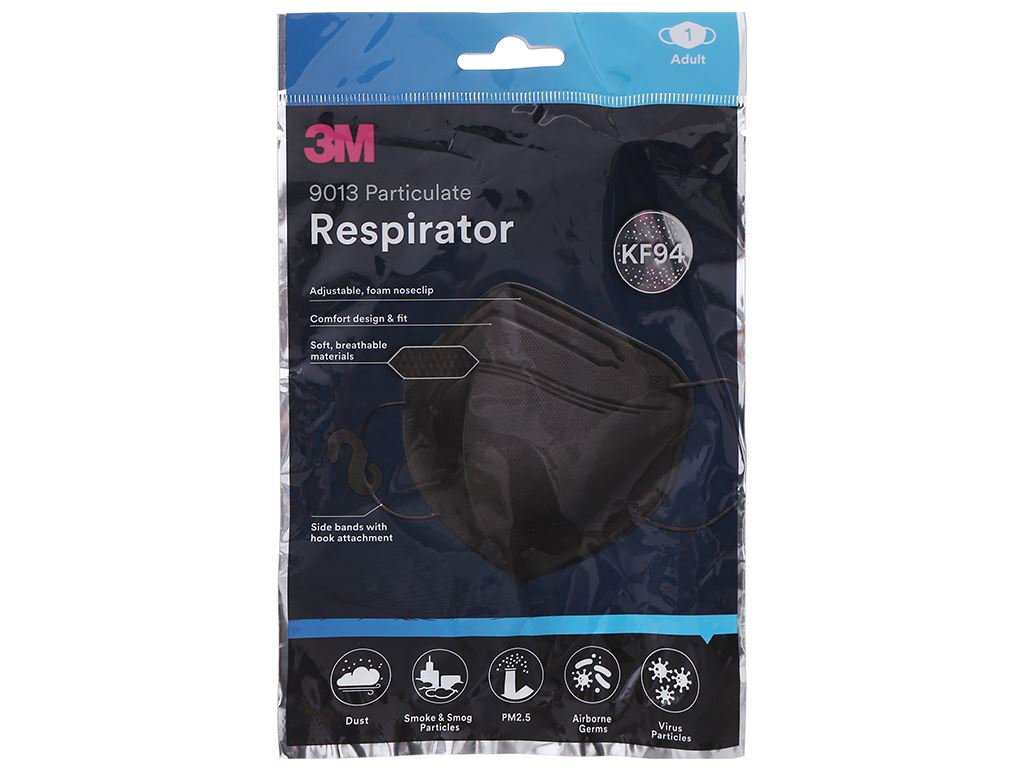 1
Adult
3M
9013 Particulate
Respirator
KF94
Adjustable, foam noseclip
Comfort design & fit
Soft, breathable
materials
Side bands with
hook attachment
Dust
Smoke & Smog
Particles
PM2.5
Airborne
Germs
Virus
Particles